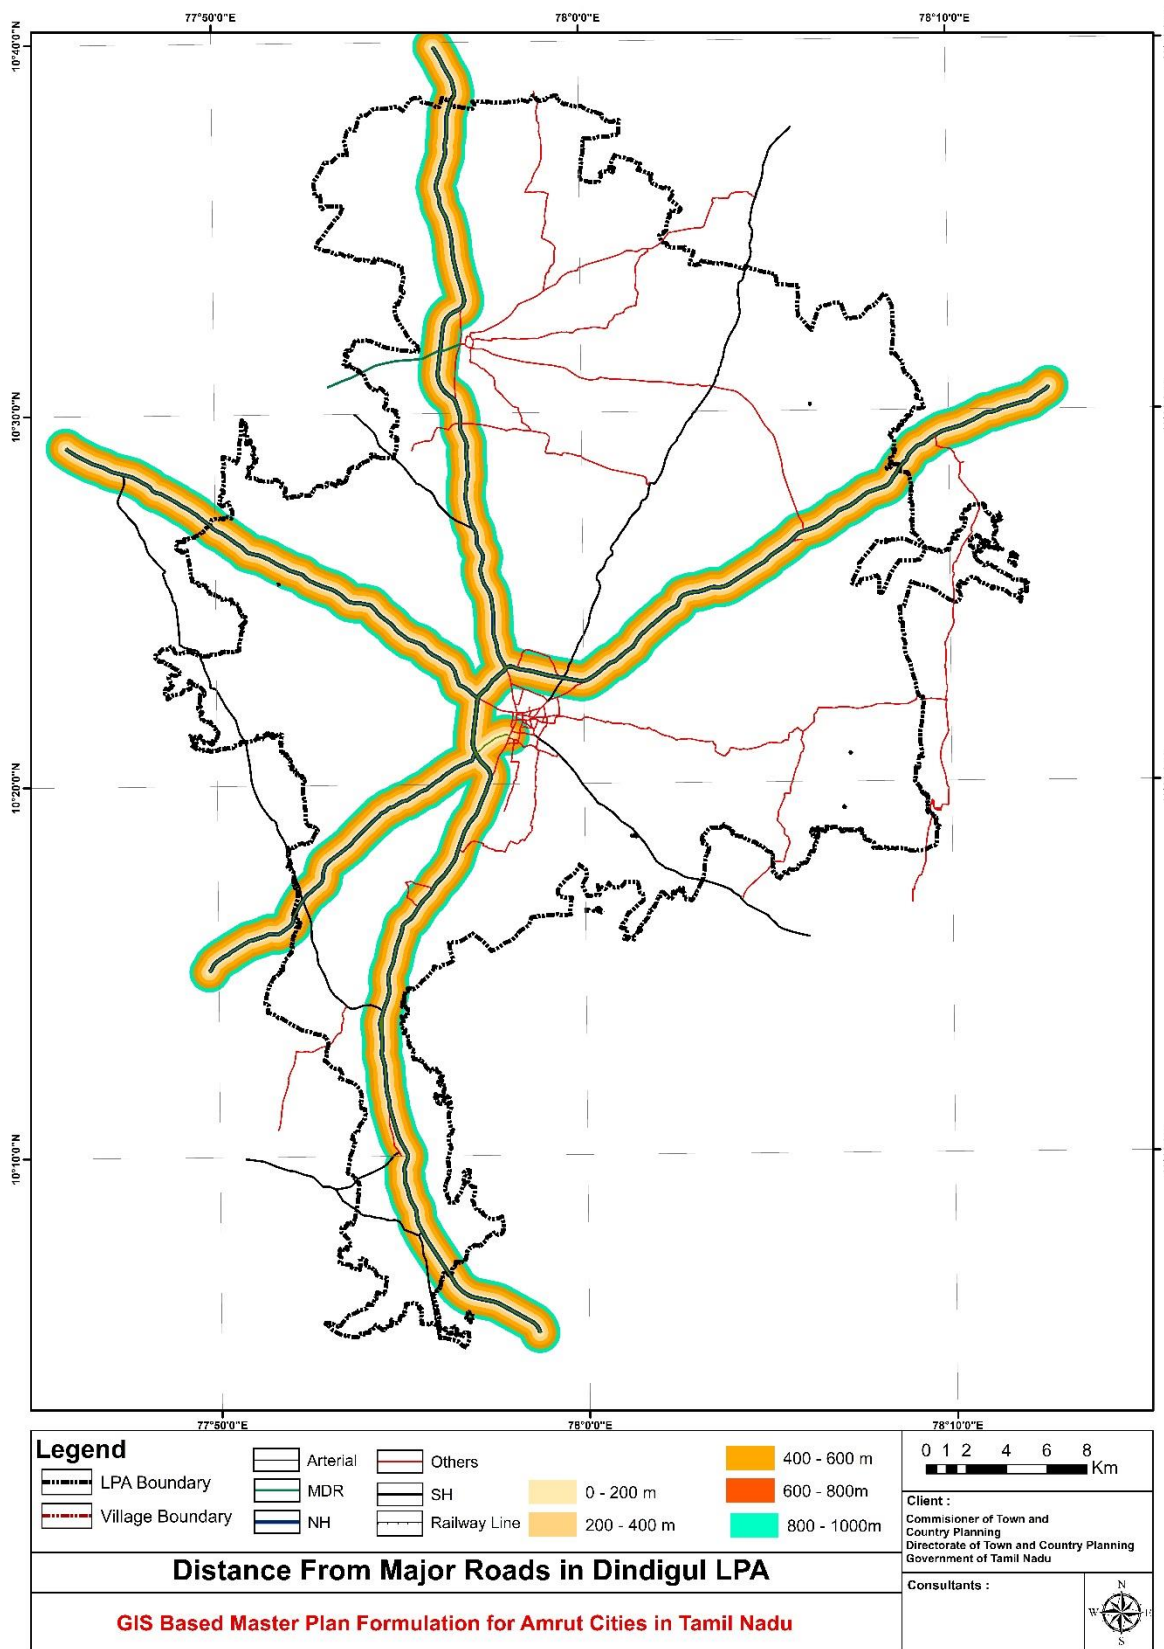 77°50'0"E 78°0'0"E 78°10'0"E
10°40'0"N
10°30'0"N
10°20'0"N
10°10'0"N
77°50'0"E 78°0'0"E 78°10'0"E
Legend
LPA Boundary
Village Boundary
Arterial
MDR
NH
Others
SH
Railway Line
0 - 200 m
200 - 400 m
400 - 600 m
600 - 800m
800 - 1000m
0 1 2 4 6 8
Km
Client :
Commisioner of Town and
Country Planning
Directorate of Town and Country Planning
Government of Tamil Nadu
Consultants :
N
W E
S
Distance From Major Roads in Dindigul LPA
GIS Based Master Plan Formulation for Amrut Cities in Tamil Nadu